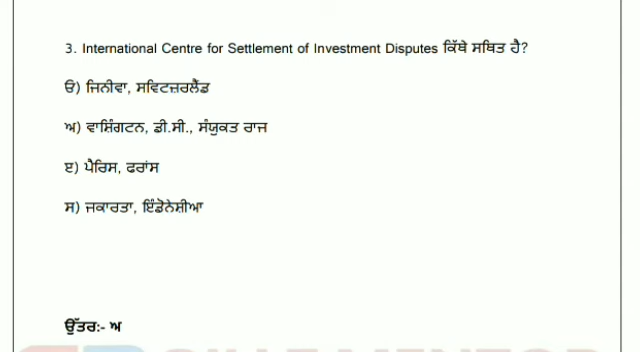 3. International Centre for Settlement of Investment Disputes ਕਿੱਥੇ ਸਥਿਤ ਹੈ?
ੳ) ਜਿਨੀਵਾ, ਸਵਿਟਜ਼ਰਲੈਂਡ
ਅ) ਵਾਸ਼ਿੰਗਟਨ, ਡੀ.ਸੀ., ਸੰਯੁਕਤ ਰਾਜ
ੲ) ਪੈਰਿਸ, ਫਰਾਂਸ
ਸ) ਜਕਾਰਤਾ, ਇੰਡੋਨੇਸ਼ੀਆ
ਉੱਤਰ:- ਅ